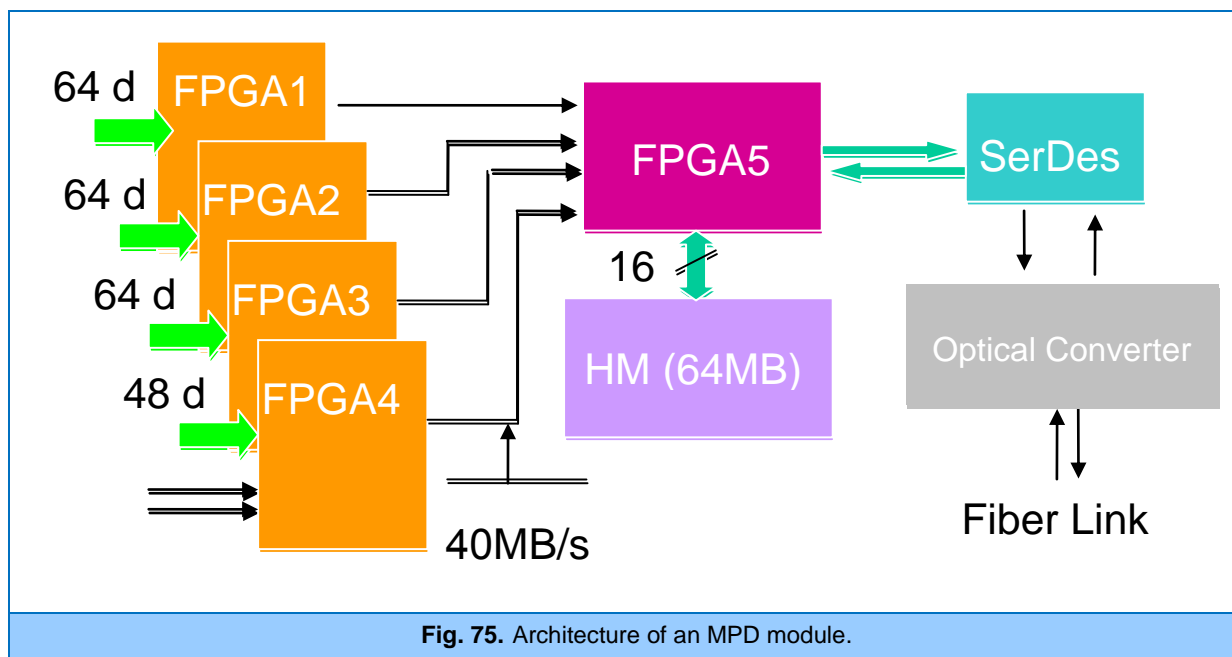 64 d
FPGA1
64 d
FPGA2
64 d
FPGA3
48 d
FPGA4
40MB/s
FPGA5
16
HM (64MB)
SerDes
Optical Converter
Fiber Link
Fig. 75. Architecture of an MPD module.